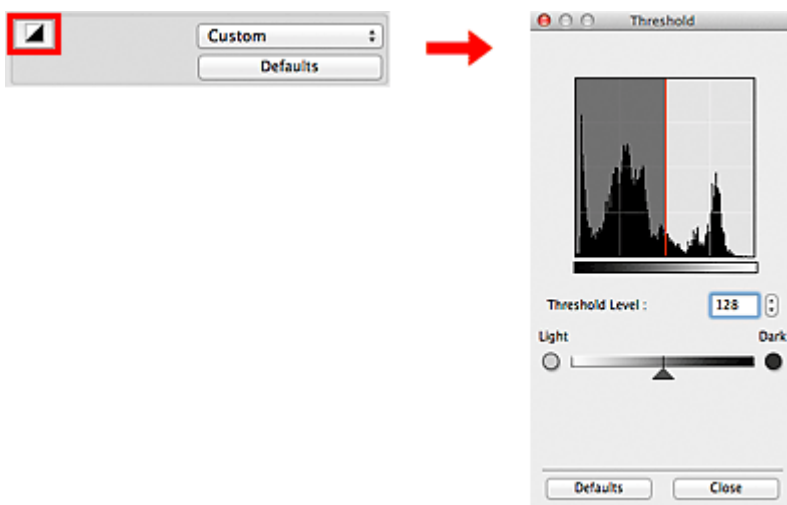 Custom
Defaults
Threshold
Threshold Level : 128
Light Dark
Defaults Close